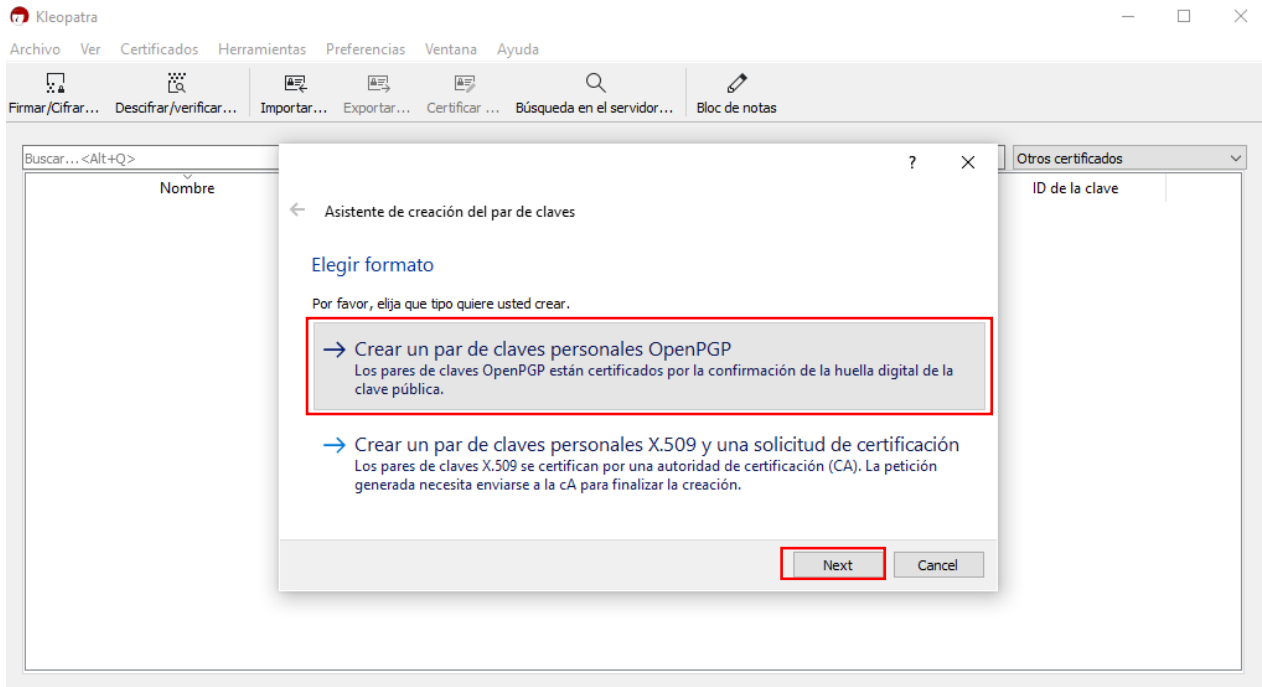 Kleopatra
Archivo Ver Certificados Herramientas Preferencias Ventana Ayuda
Firmar/Cifrar... Descifrar/verificar... Importar... Exportar... Certificar ... Búsqueda en el servidor... Bloc de notas
Buscar...<Alt+Q>
Otros certificados
Nombre
ID de la clave
?
Asistente de creación del par de claves
Elegir formato
Por favor, elija que tipo quiere usted crear.
Crear un par de claves personales OpenPGP
Los pares de claves OpenPGP están certificados por la confirmación de la huella digital de la
clave pública.
Crear un par de claves personales X.509 y una solicitud de certificación
Los pares de claves X.509 se certifican por una autoridad de certificación (CA). La petición
generada necesita enviarse a la cA para finalizar la creación.
Next Cancel